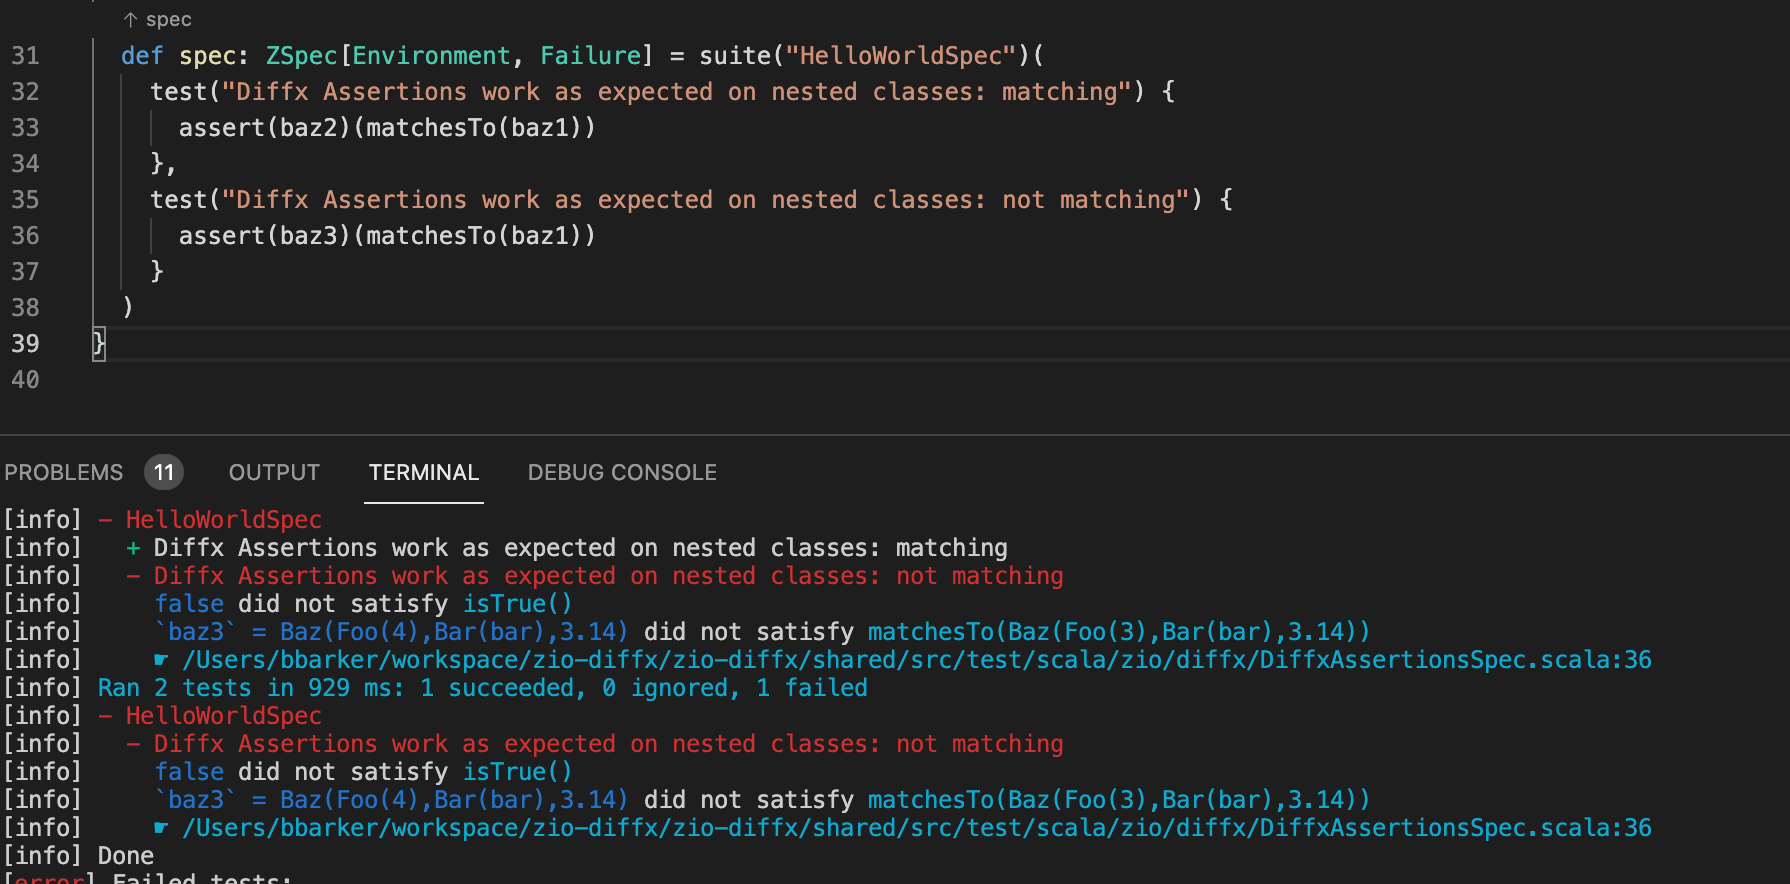 ↑ spec
31 def spec: ZSpec[Environment, Failure] = suite("HelloWorldSpec")(
32 test("Diffx Assertions work as expected on nested classes: matching") {
33 assert(baz2)(matchesTo(baz1))
34 },
35 test("Diffx Assertions work as expected on nested classes: not matching") {
36 assert(baz3)(matchesTo(baz1))
37 }
38 )
39 }
40
PROBLEMS 11 OUTPUT TERMINAL DEBUG CONSOLE
[info] - HelloWorldSpec
[info] + Diffx Assertions work as expected on nested classes: matching
[info] - Diffx Assertions work as expected on nested classes: not matching
[info] false did not satisfy isTrue()
[info] `baz3` = Baz(Foo(4),Bar(bar),3.14) did not satisfy matchesTo(Baz(Foo(3),Bar(bar),3.14))
[info] ☛ /Users/bbarker/workspace/zio-diffx/zio-diffx/shared/src/test/scala/zio/diffx/DiffxAssertionsSpec.scala:36
[info] Ran 2 tests in 929 ms: 1 succeeded, 0 ignored, 1 failed
[info] - HelloWorldSpec
[info] - Diffx Assertions work as expected on nested classes: not matching
[info] false did not satisfy isTrue()
[info] `baz3` = Baz(Foo(4),Bar(bar),3.14) did not satisfy matchesTo(Baz(Foo(3),Bar(bar),3.14))
[info] ☛ /Users/bbarker/workspace/zio-diffx/zio-diffx/shared/src/test/scala/zio/diffx/DiffxAssertionsSpec.scala:36
[info] Done
[error] Failed tests: